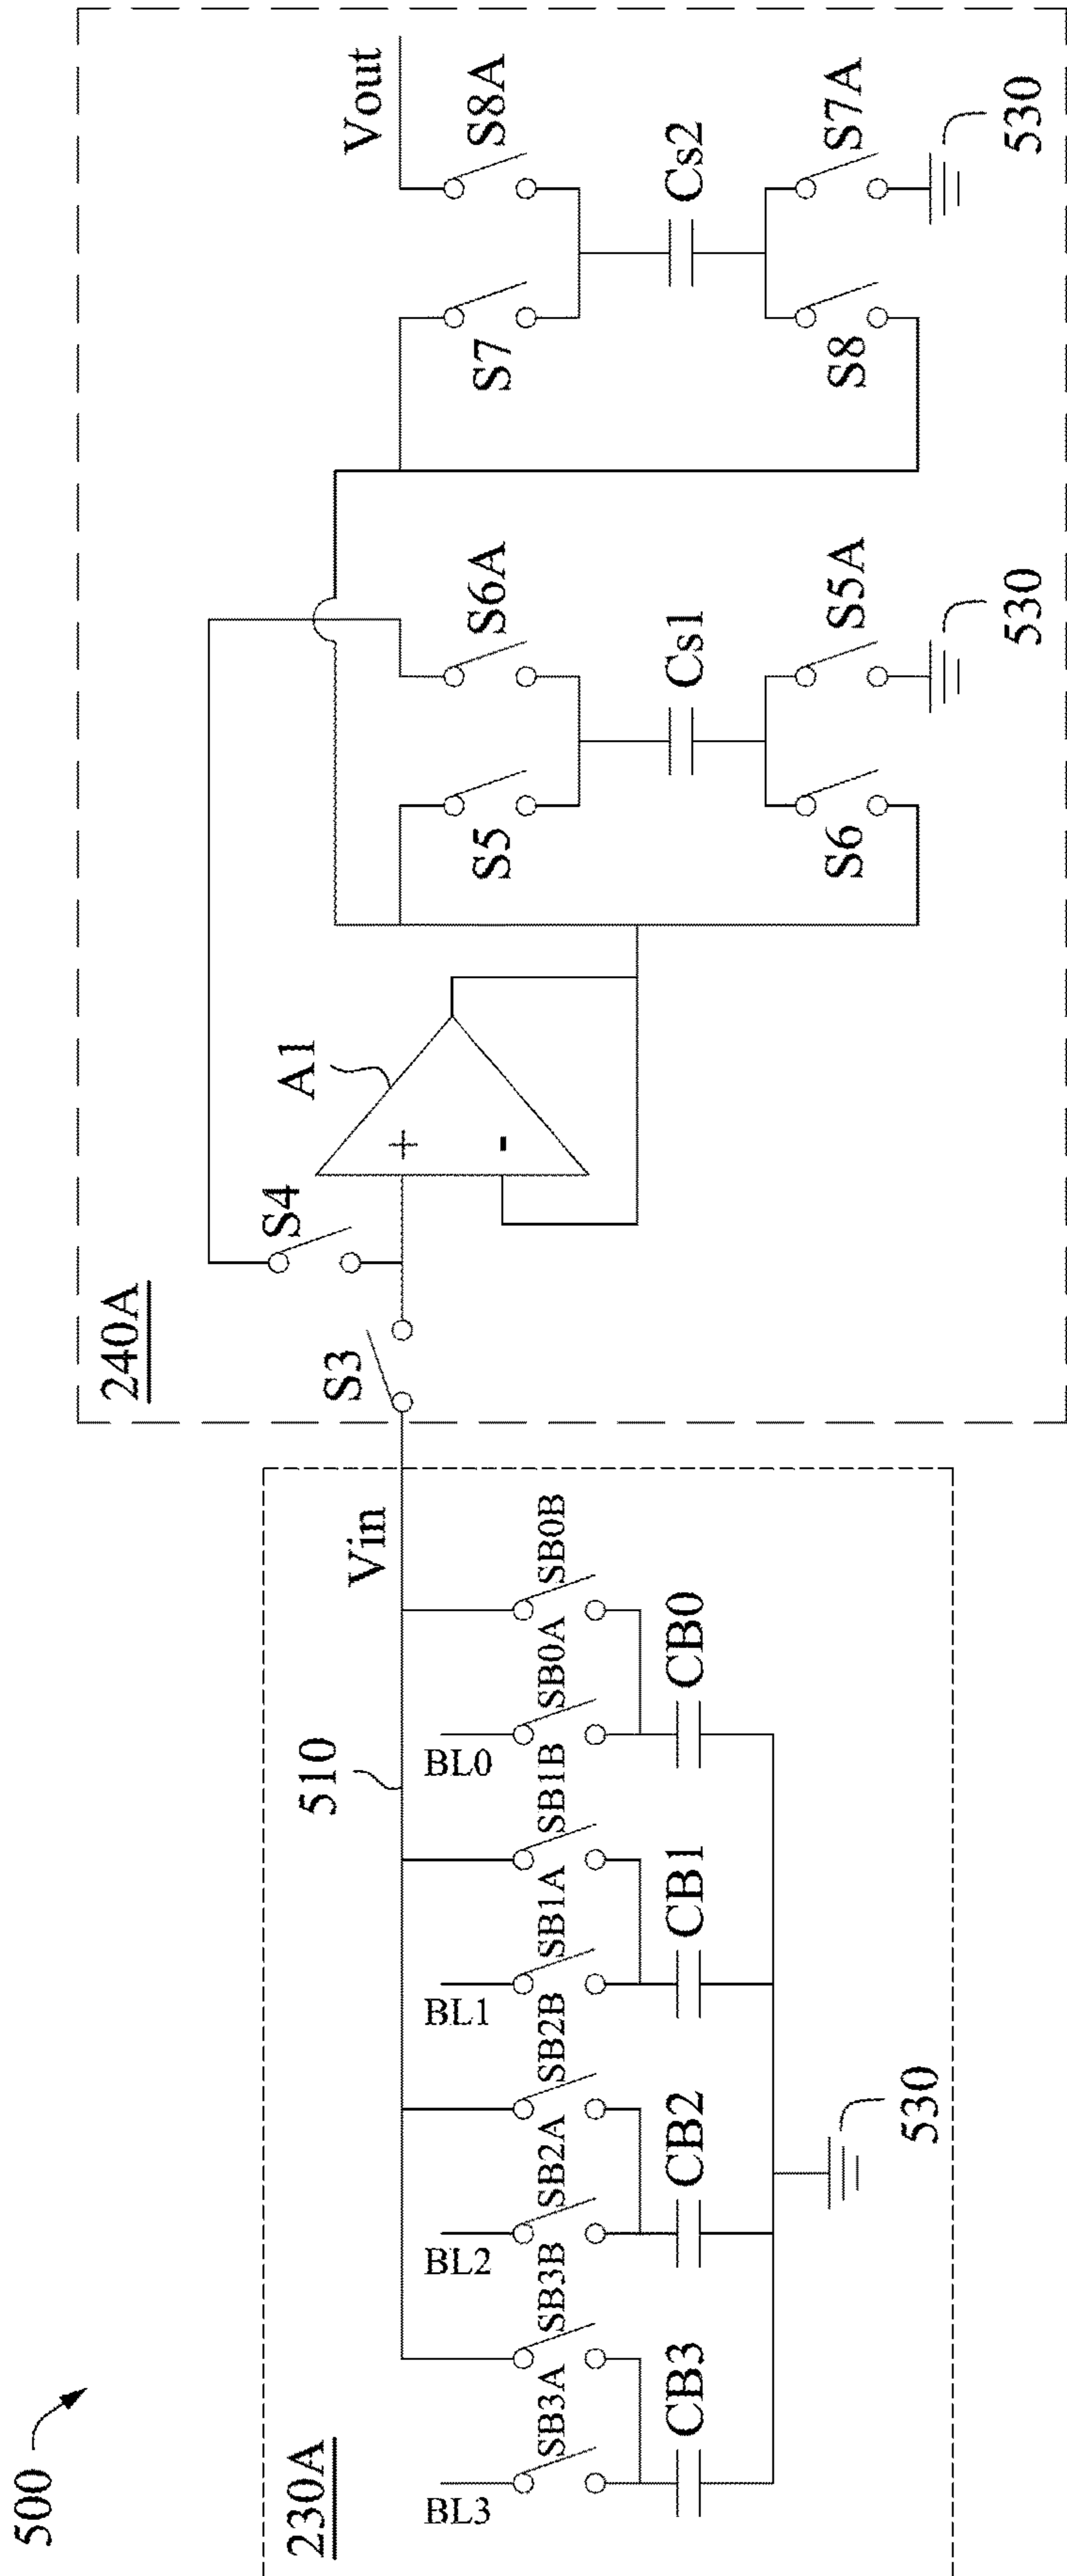 500
230A
510
Vin
BL3
SB3A
SB3B
BL2
SB2A
SB2B
BL1
SB1A
SB1B
BL0
SB0A
SB0B
CB3
CB2
CB1
CB0
530
240A
S3
S4
A1
+
-
S5
S6A
Cs1
S6
S5A
530
Vout
S7
S8A
Cs2
S8
S7A
530